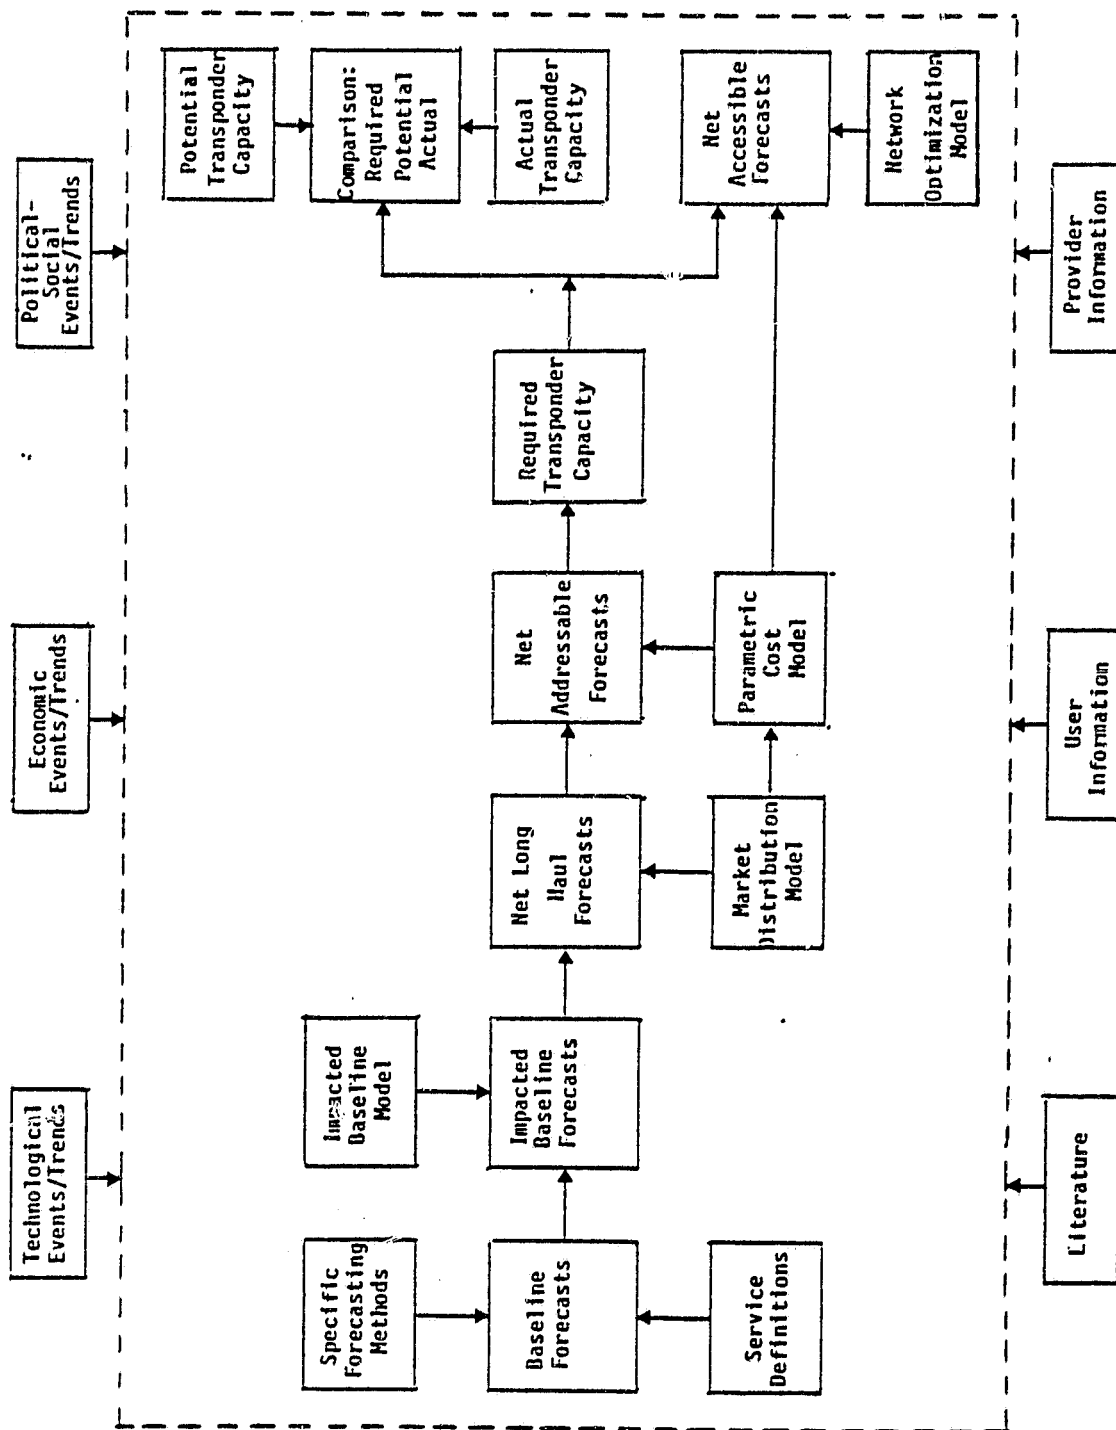 Technological
Events/Trends
Economic
Events/Trends
Political-
Social
Events/Trends
Specific
Forecasting
Methods
Baseline
Forecasts
Service
Definitions
Impacted
Baseline
Model
Impacted
Baseline
Forecasts
Net Long
Haul
Forecasts
Market
Distribution
Model
Net
Addressable
Forecasts
Parametric
Cost
Model
Required
Transponder
Capacity
Potential
Transponder
Capacity
Comparison:
Required
Potential
Actual
Actual
Transponder
Capacity
Net
Accessible
Forecasts
Network
Optimization
Model
Literature
User
Information
Provider
Information